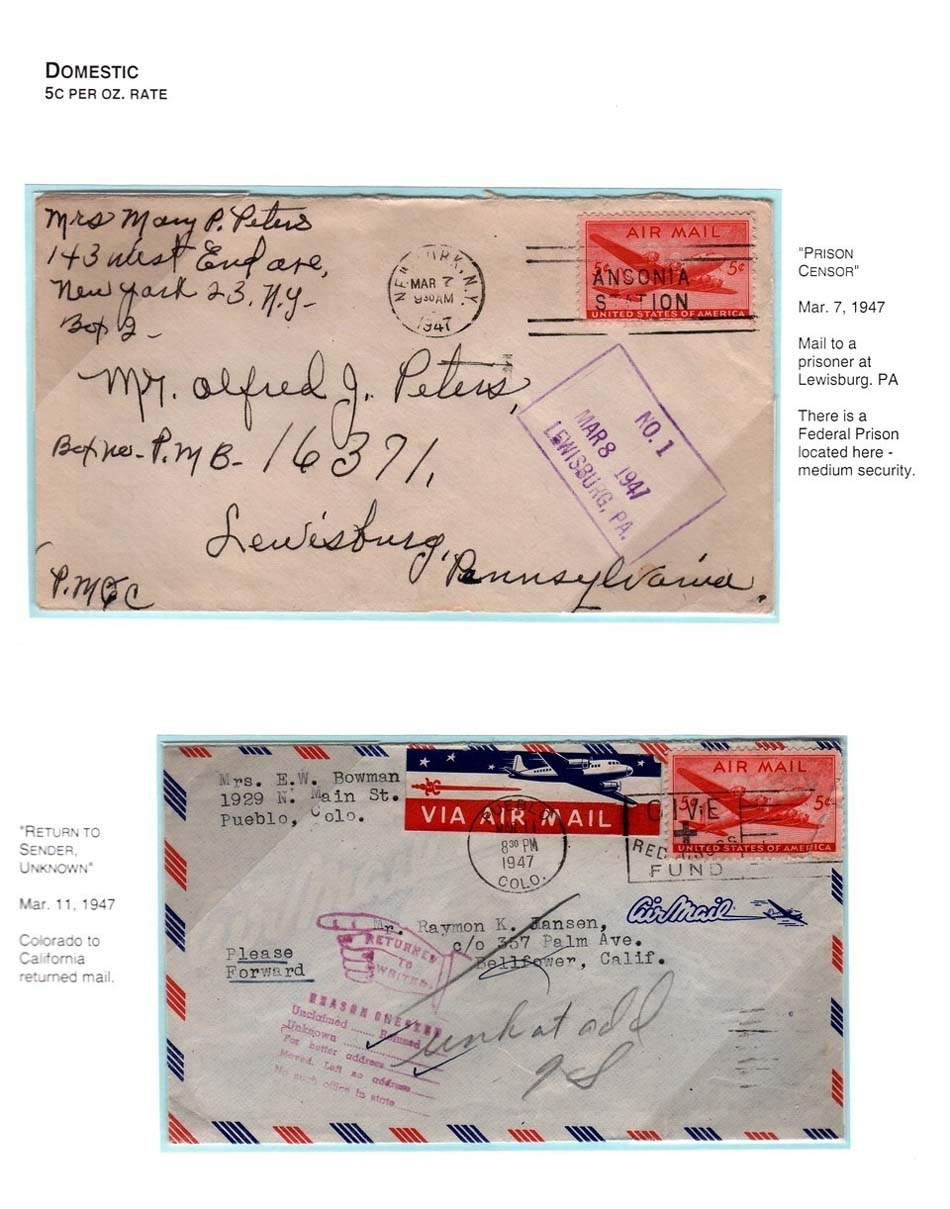 DOMESTIC
5C PER OZ. RATE
Mrs Mary P. Peters
143 West End ave,
New York 23, N.Y-
Box 2-
NEW YORK, N.Y.
MAR 7
9 30AM
1947
AIR MAIL
5¢ 5¢
ANSONIA
STATION
UNITED STATES OF AMERICA
Mr. Alfred J. Peters,
Box no-P.M.B-16371,
Lewisburg,
Pennsylvania.
NO. 1
MAR 8 1947
LEWISBURG, PA.
"PRISON
CENSOR"
Mar. 7, 1947
Mail to a
prisoner at
Lewisburg. PA
There is a
Federal Prison
located here -
medium security.
"RETURN TO
SENDER,
UNKNOWN"
Mar. 11, 1947
Colorado to
California
returned mail.
Mrs. E.W. Bowman
1929 N. Main St.
Pueblo, Colo.
VIA AIR MAIL
PUEBLO
MAR 11
8 30 PM
1947
COLO.
AIR MAIL
5¢ 5¢
UNITED STATES OF AMERICA
GIVE
RED CROSS
FUND
Air Mail
Mr. Raymon K. Hansen,
c/o 357 Palm Ave.
Bellflower, Calif.
Please
Forward
RETURNED
TO
WRITER
REASON CHECKED
Unclaimed ...... Refused
Unknown
For better address
Moved, Left no address
No such office in state
unk at add